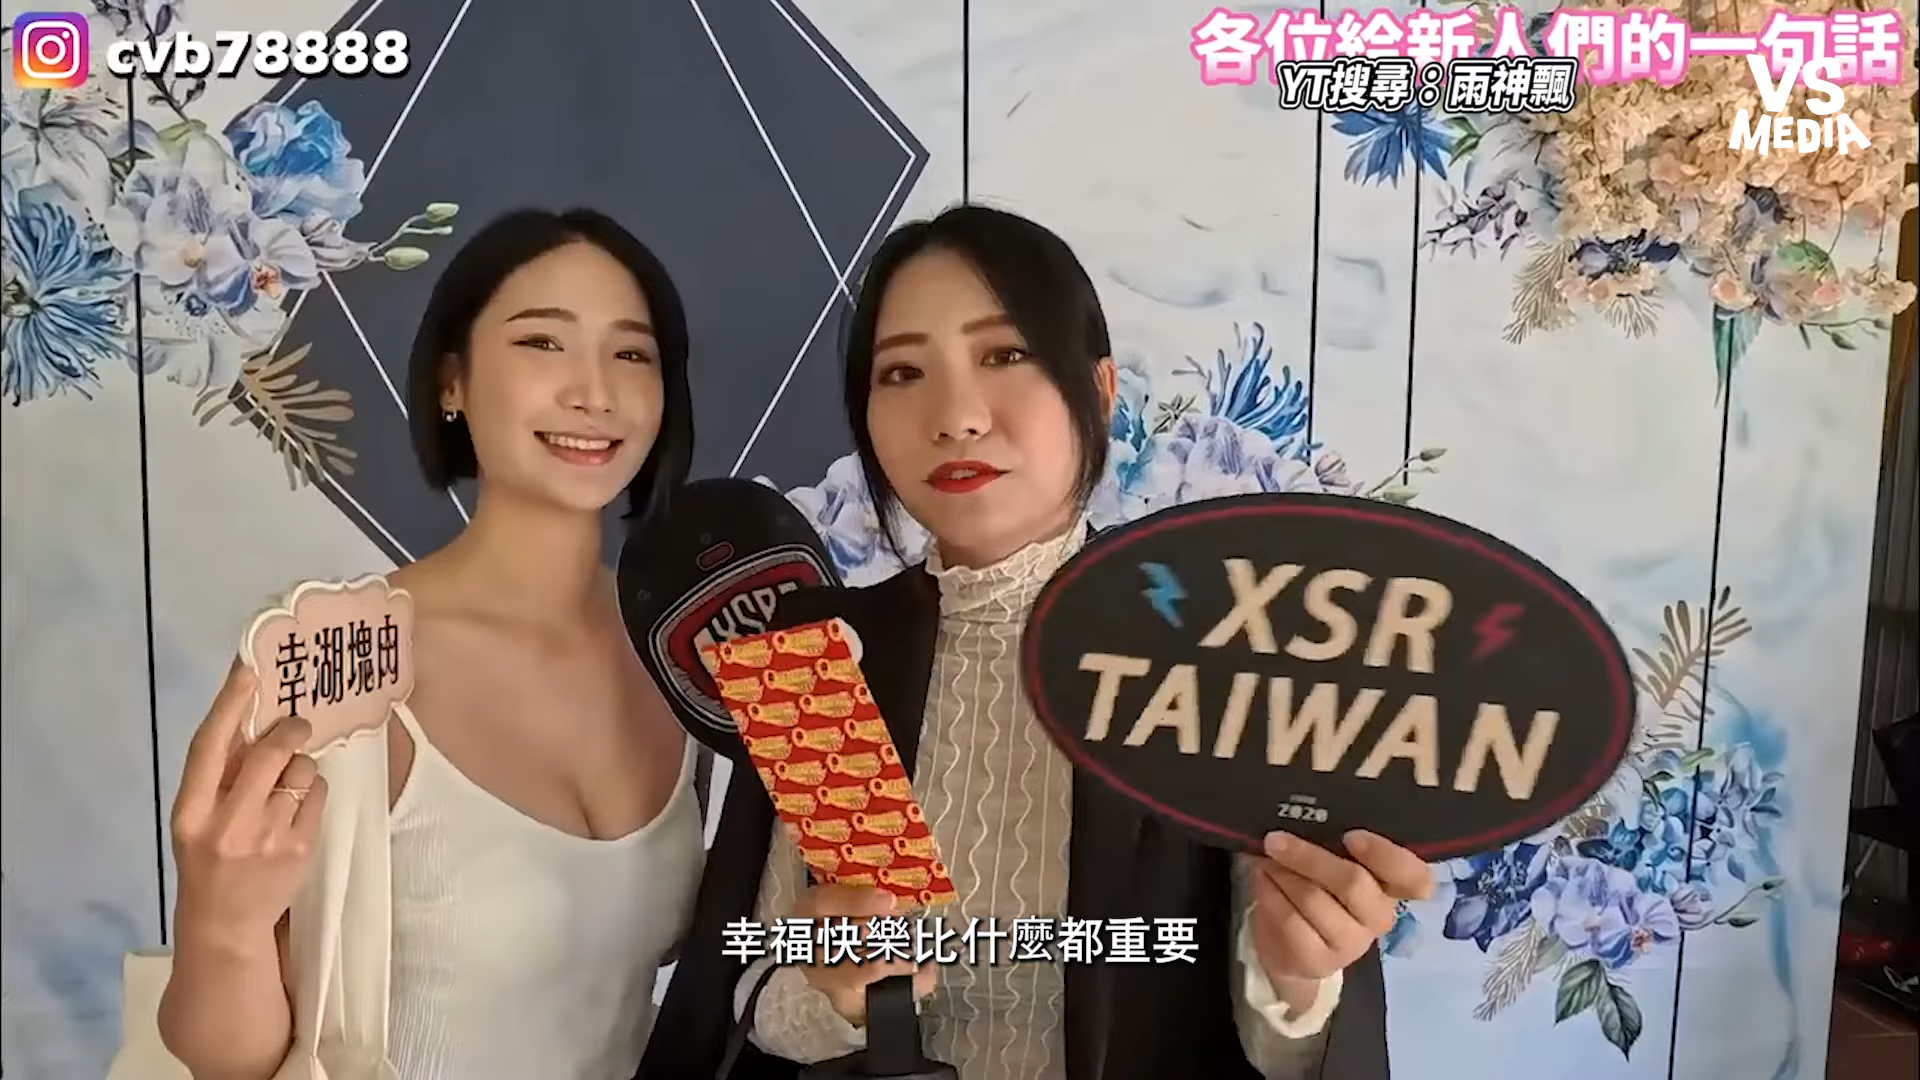 cvb78888
各位給新人們的一句話
YT搜尋：雨神飄
VS
MEDIA
幸湖塊肉
XSR
XSR
TAIWAN
2020
幸福快樂比什麼都重要